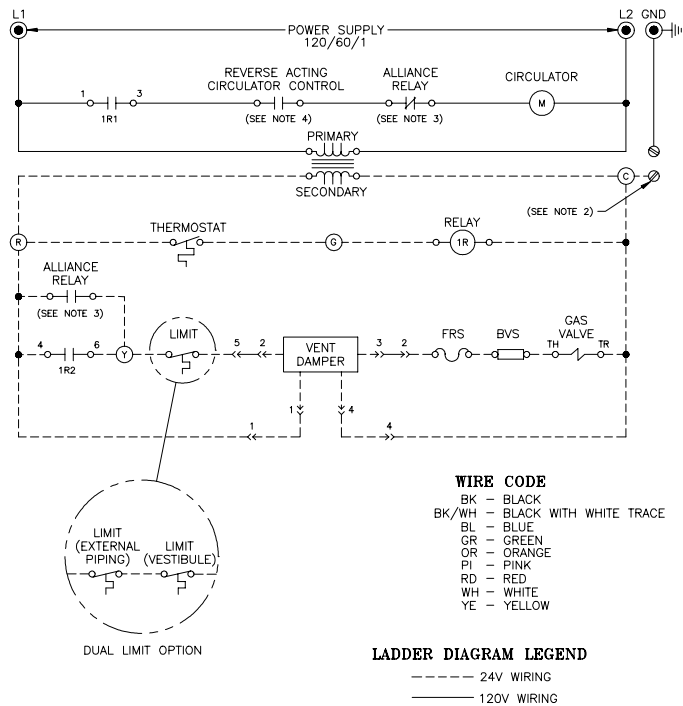 L1
L2 GND
POWER SUPPLY
120/60/1
REVERSE ACTING
CIRCULATOR CONTROL
ALLIANCE
RELAY
CIRCULATOR
1 3
1R1
(SEE NOTE 4)
(SEE NOTE 3)
M
PRIMARY
SECONDARY
C
(SEE NOTE 2)
THERMOSTAT
RELAY
R
G
1R
ALLIANCE
RELAY
(SEE NOTE 3)
LIMIT
4 6
1R2
Y
5 2
VENT
DAMPER
3 2
FRS
BVS
GAS
VALVE
TH TR
1
4
1
4
LIMIT
(EXTERNAL
PIPING)
LIMIT
(VESTIBULE)
DUAL LIMIT OPTION
WIRE CODE
BK – BLACK
BK/WH – BLACK WITH WHITE TRACE
BL – BLUE
GR – GREEN
OR – ORANGE
PI – PINK
RD – RED
WH – WHITE
YE – YELLOW
LADDER DIAGRAM LEGEND
24V WIRING
120V WIRING